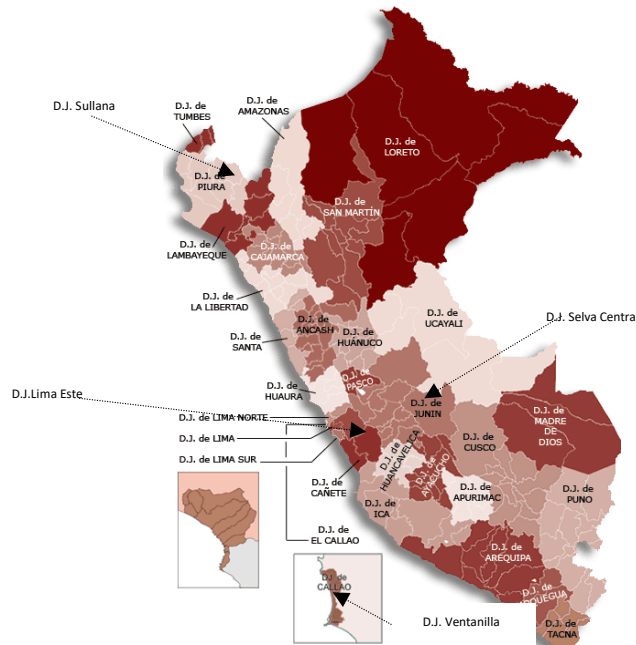 D.J. Sullana
D.J. de
TUMBES
D.J. de
AMAZONAS
D.J. de
LORETO
D.J. de
PIURA
D.J. de
SAN MARTÍN
D.J. de
LAMBAYEQUE
D.J. de
CAJAMARCA
D.J. de
LA LIBERTAD
D.J. de
UCAYALI
D.J. Selva Centra
D.J. de
SANTA
D.J. de
ANCASH
D.J. de
HUÁNUCO
D.J. de
HUAURA
D.J. de
PASCO
D.J.Lima Este
D.J. de
JUNIN
D.J. de
MADRE
DE
DIOS
D.J. de LIMA NORTE
D.J. de LIMA
D.J. de LIMA SUR
D.J. de
HUANCAVELICA
D.J. de
CUSCO
D.J. de
CAÑETE
D.J. de
AYACUCHO
D.J. de
APURIMAC
D.J. de
PUNO
D.J. de
ICA
D.J. de
EL CALLAO
D.J. de
AREQUIPA
D.J. de
CALLAO
D.J. de
D.J. de
TACNA
D.J. Ventanilla